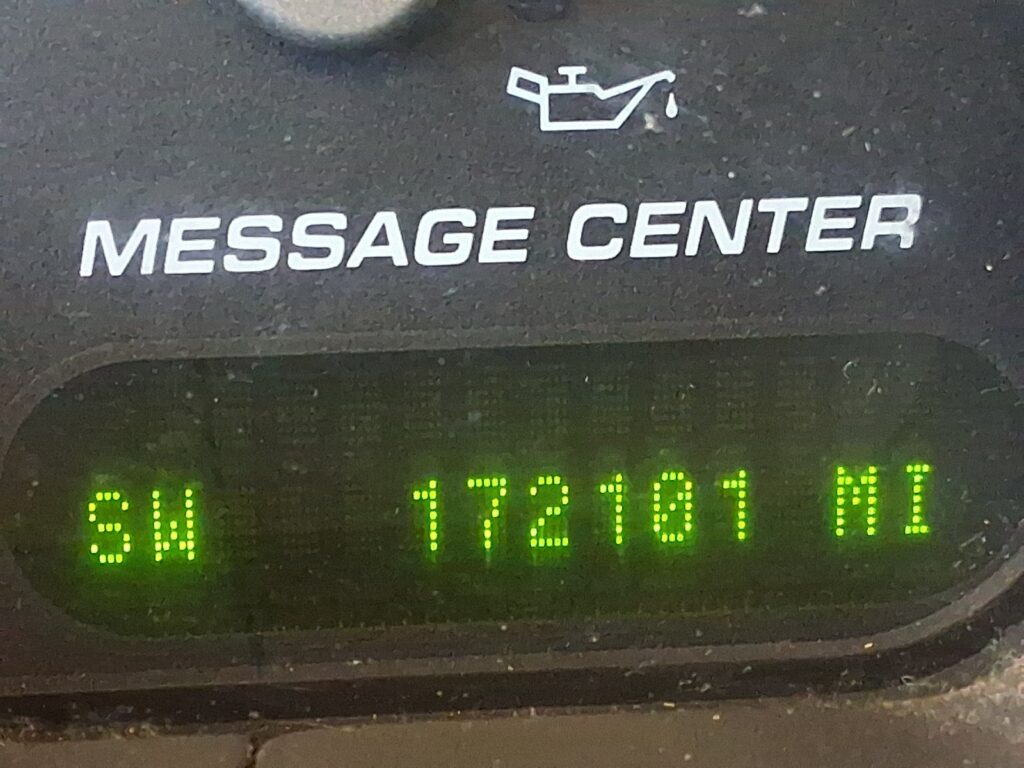 MESSAGE CENTER
SW 172101 MI